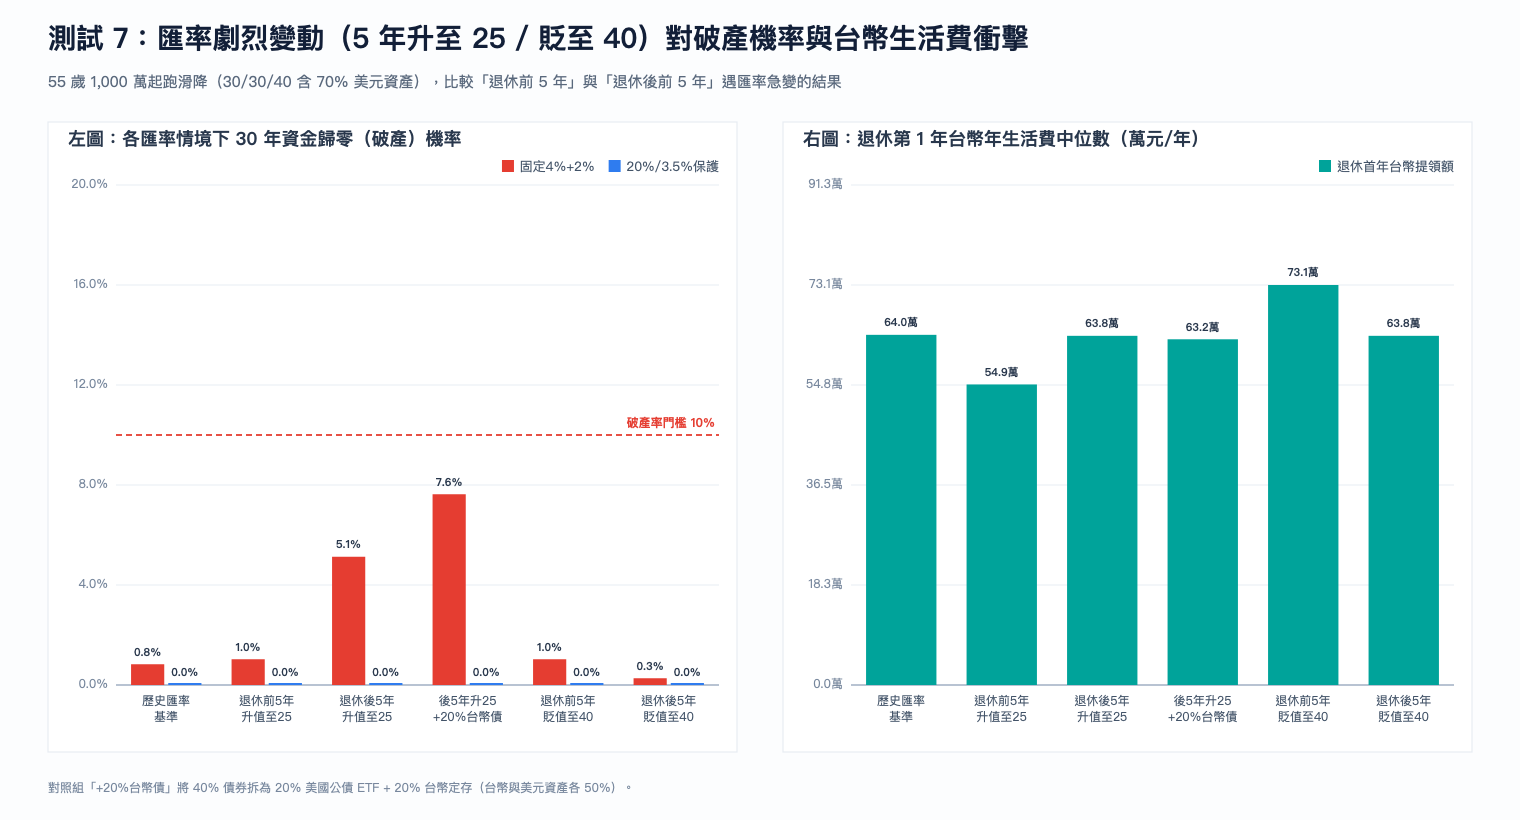 測試 7：匯率劇烈變動（5 年升至 25 / 貶至 40）對破產機率與台幣生活費衝擊
55 歲 1,000 萬起跑滑降（30/30/40 含 70% 美元資產），比較「退休前 5 年」與「退休後前 5 年」遇匯率急變的結果
左圖：各匯率情境下 30 年資金歸零（破產）機率
固定4%+2%
20%/3.5%保護
20.0%
16.0%
12.0%
8.0%
4.0%
0.0%
破產率門檻 10%
0.8%
0.0%
1.0%
0.0%
5.1%
0.0%
7.6%
0.0%
1.0%
0.0%
0.3%
0.0%
歷史匯率
基準
退休前5年
升值至25
退休後5年
升值至25
後5年升25
+20%台幣債
退休前5年
貶值至40
退休後5年
貶值至40
右圖：退休第 1 年台幣年生活費中位數（萬元/年）
退休首年台幣提領額
91.3萬
73.1萬
54.8萬
36.5萬
18.3萬
0.0萬
64.0萬
54.9萬
63.8萬
63.2萬
73.1萬
63.8萬
歷史匯率
基準
退休前5年
升值至25
退休後5年
升值至25
後5年升25
+20%台幣債
退休前5年
貶值至40
退休後5年
貶值至40
對照組「+20%台幣債」將 40% 債券拆為 20% 美國公債 ETF + 20% 台幣定存（台幣與美元資產各 50%）。